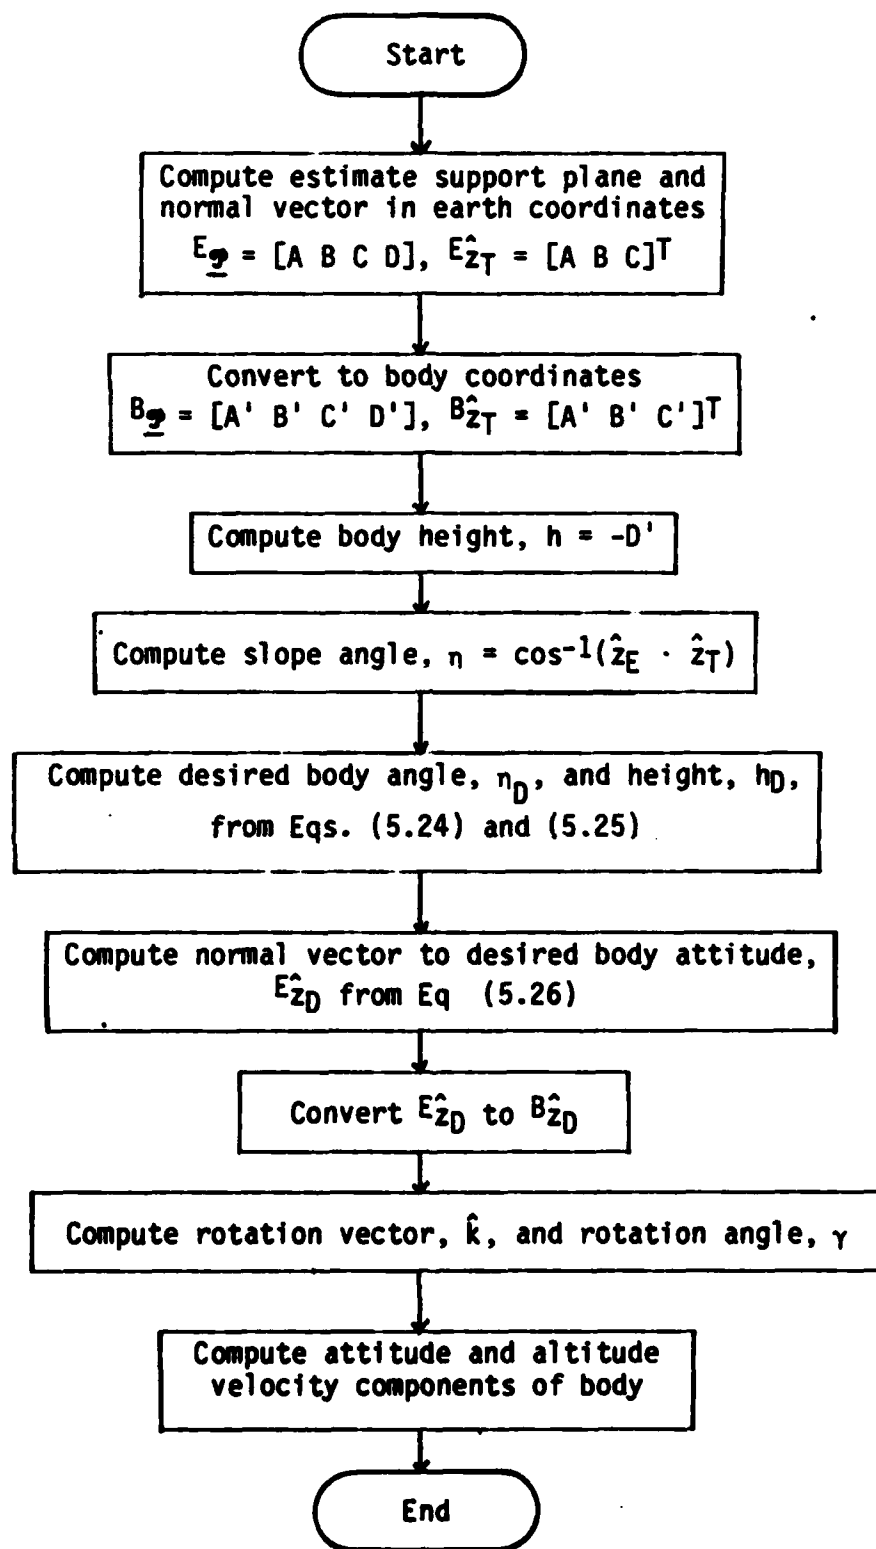 Start
Compute estimate support plane and
normal vector in earth coordinates
E𝒫 = [A B C D], Eẑ_T = [A B C]ᵀ
Convert to body coordinates
B𝒫 = [A' B' C' D'], Bẑ_T = [A' B' C']ᵀ
Compute body height, h = -D'
Compute slope angle, η = cos⁻¹(ẑ_E · ẑ_T)
Compute desired body angle, η_D, and height, h_D,
from Eqs. (5.24) and (5.25)
Compute normal vector to desired body attitude,
Eẑ_D from Eq (5.26)
Convert Eẑ_D to Bẑ_D
Compute rotation vector, k̂, and rotation angle, γ
Compute attitude and altitude
velocity components of body
End